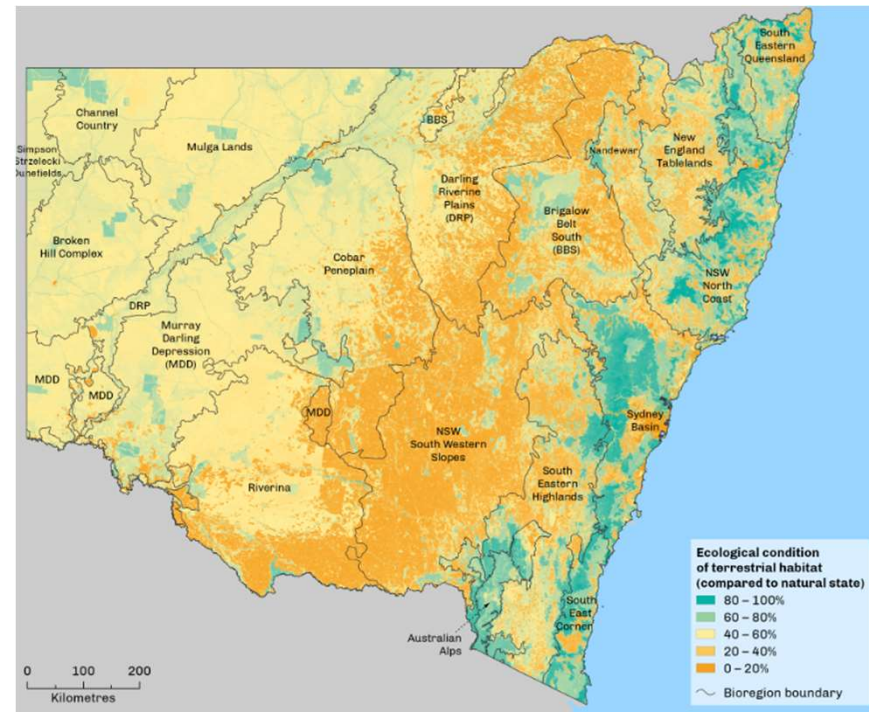 South
Eastern
Queensland
Channel
Country
BBS
Mulga Lands
Simpson
Strzelecki
Dunefields
Nandewar
New
England
Tablelands
Darling
Riverine
Plains
(DRP)
Brigalow
Belt
South
(BBS)
Broken
Hill Complex
Cobar
Peneplain
NSW
North
Coast
DRP
Murray
Darling
Depression
(MDD)
MDD
MDD
MDD
Sydney
Basin
NSW
South Western
Slopes
Riverina
South
Eastern
Highlands
Ecological condition
of terrestrial habitat
(compared to natural state)
80 – 100%
60 – 80%
40 – 60%
20 – 40%
0 – 20%
Bioregion boundary
South
East
Corner
Australian
Alps
0 100 200
Kilometres